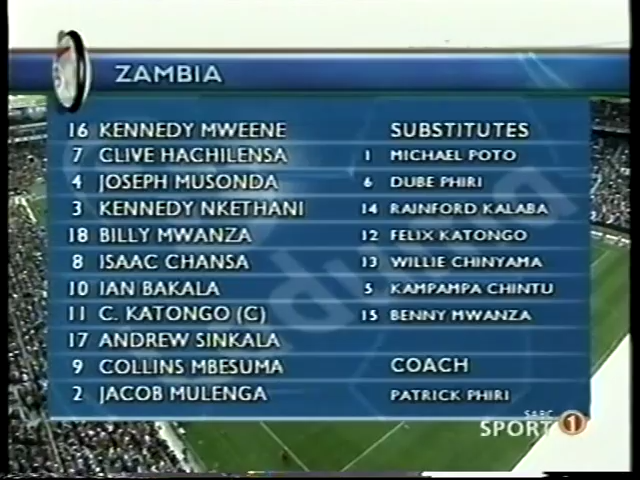 ZAMBIA
16 KENNEDY MWEENE
7 CLIVE HACHILENSA
4 JOSEPH MUSONDA
3 KENNEDY NKETHANI
18 BILLY MWANZA
8 ISAAC CHANSA
10 IAN BAKALA
11 C. KATONGO (C)
17 ANDREW SINKALA
9 COLLINS MBESUMA
2 JACOB MULENGA
SUBSTITUTES
1 MICHAEL POTO
6 DUBE PHIRI
14 RAINFORD KALABA
12 FELIX KATONGO
13 WILLIE CHINYAMA
5 KAMPAMPA CHINTU
15 BENNY MWANZA
COACH
PATRICK PHIRI
SABC
SPORT 1